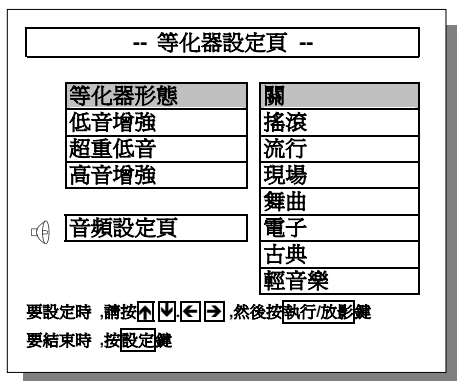 -- 等化器設定頁 --
等化器形態
低音增強
超重低音
高音增強
音頻設定頁
關
搖滾
流行
現場
舞曲
電子
古典
輕音樂
要設定時 ,請按↑ ↓.← → ,然後按執行/放影鍵
要結束時 ,按設定鍵